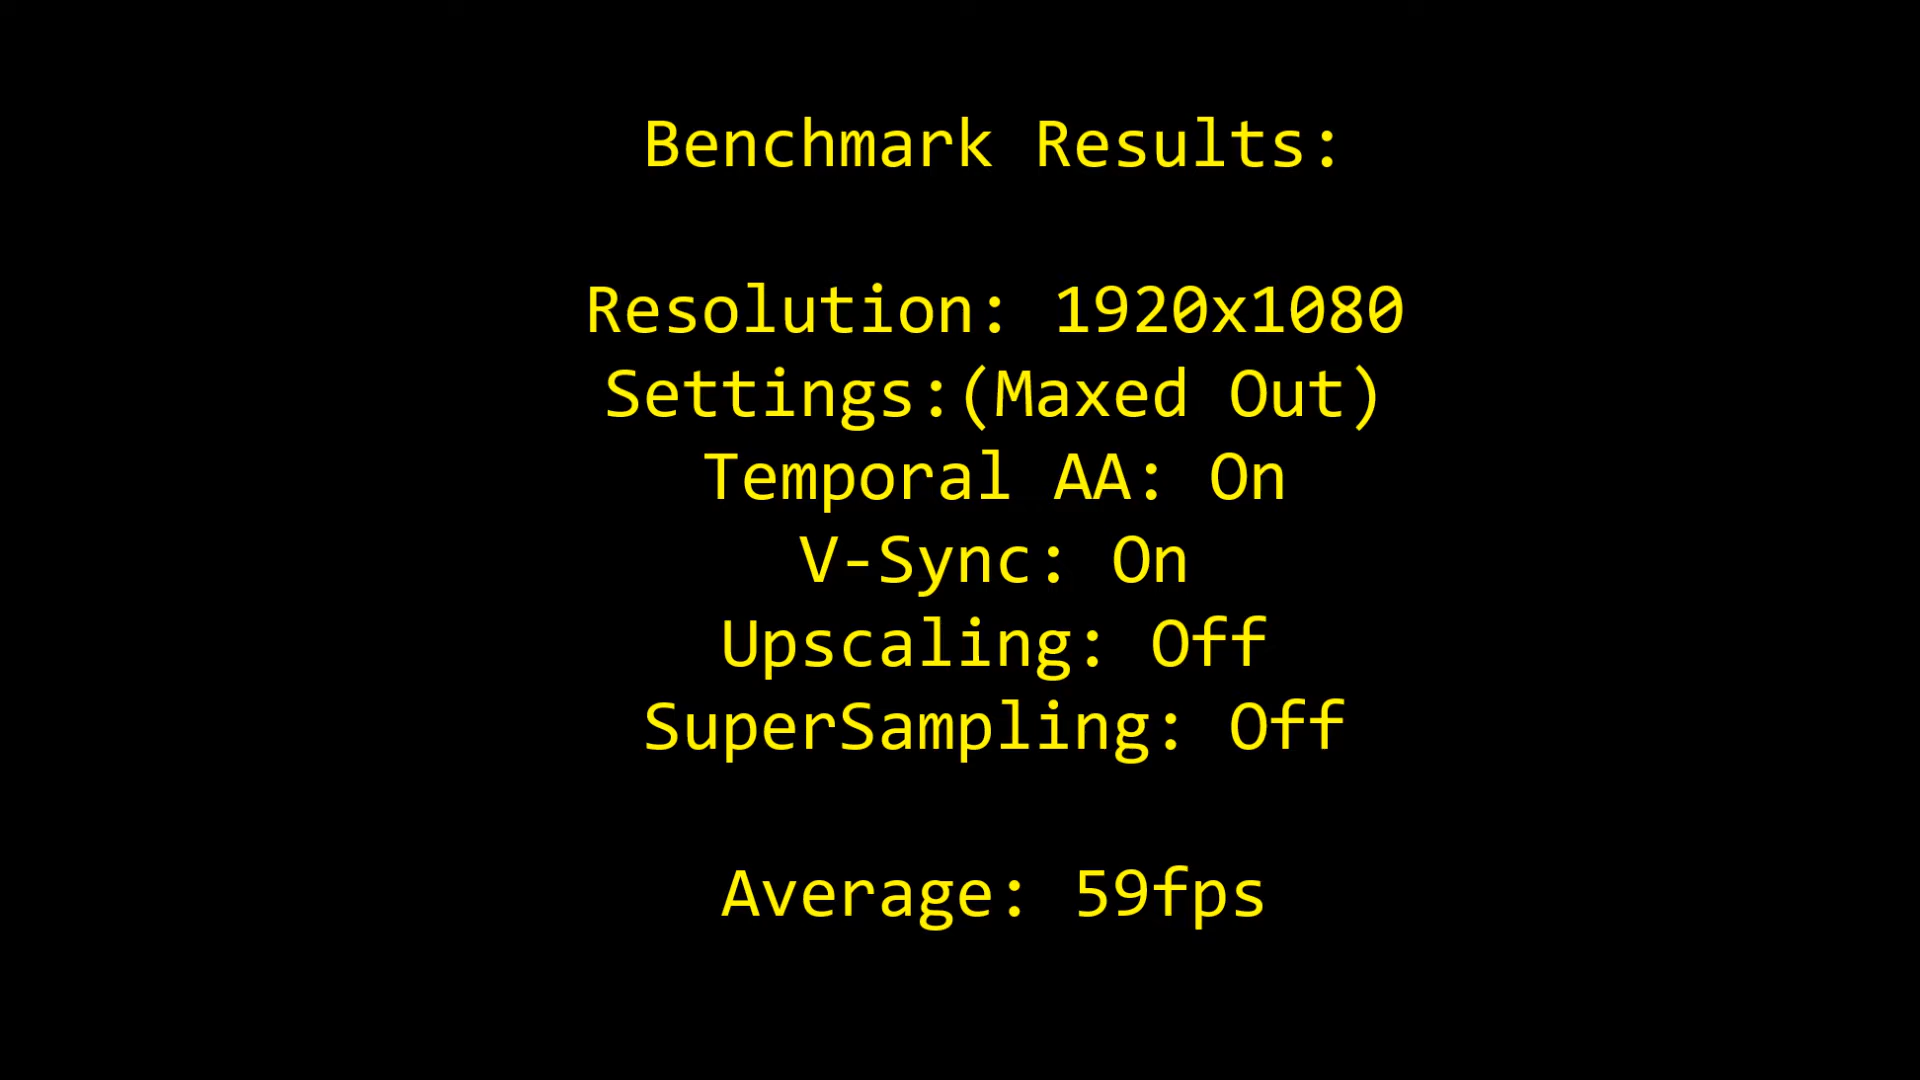 Benchmark Results:
Resolution: 1920x1080
Settings:(Maxed Out)
Temporal AA: On
V-Sync: On
Upscaling: Off
SuperSampling: Off
Average: 59fps